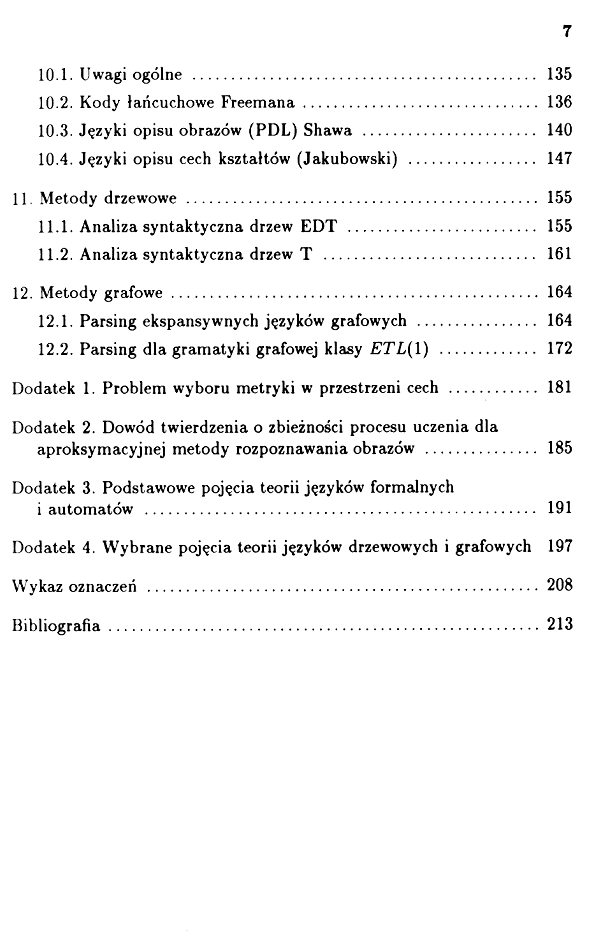 7
10.1. Uwagi ogólne ............................................. 135
10.2. Kody łańcuchowe Freemana ............................... 136
10.3. Języki opisu obrazów (PDL) Shawa ....................... 140
10.4. Języki opisu cech kształtów (Jakubowski) ................. 147
11. Metody drzewowe .............................................. 155
11.1. Analiza syntaktyczna drzew EDT ......................... 155
11.2. Analiza syntaktyczna drzew T ............................ 161
12. Metody grafowe ................................................ 164
12.1. Parsing ekspansywnych języków grafowych ................ 164
12.2. Parsing dla gramatyki grafowej klasy ETL(1) ............. 172
Dodatek 1. Problem wyboru metryki w przestrzeni cech ............ 181
Dodatek 2. Dowód twierdzenia o zbieżności procesu uczenia dla
aproksymacyjnej metody rozpoznawania obrazów ............... 185
Dodatek 3. Podstawowe pojęcia teorii języków formalnych
i automatów ................................................... 191
Dodatek 4. Wybrane pojęcia teorii języków drzewowych i grafowych 197
Wykaz oznaczeń ................................................... 208
Bibliografia ........................................................ 213